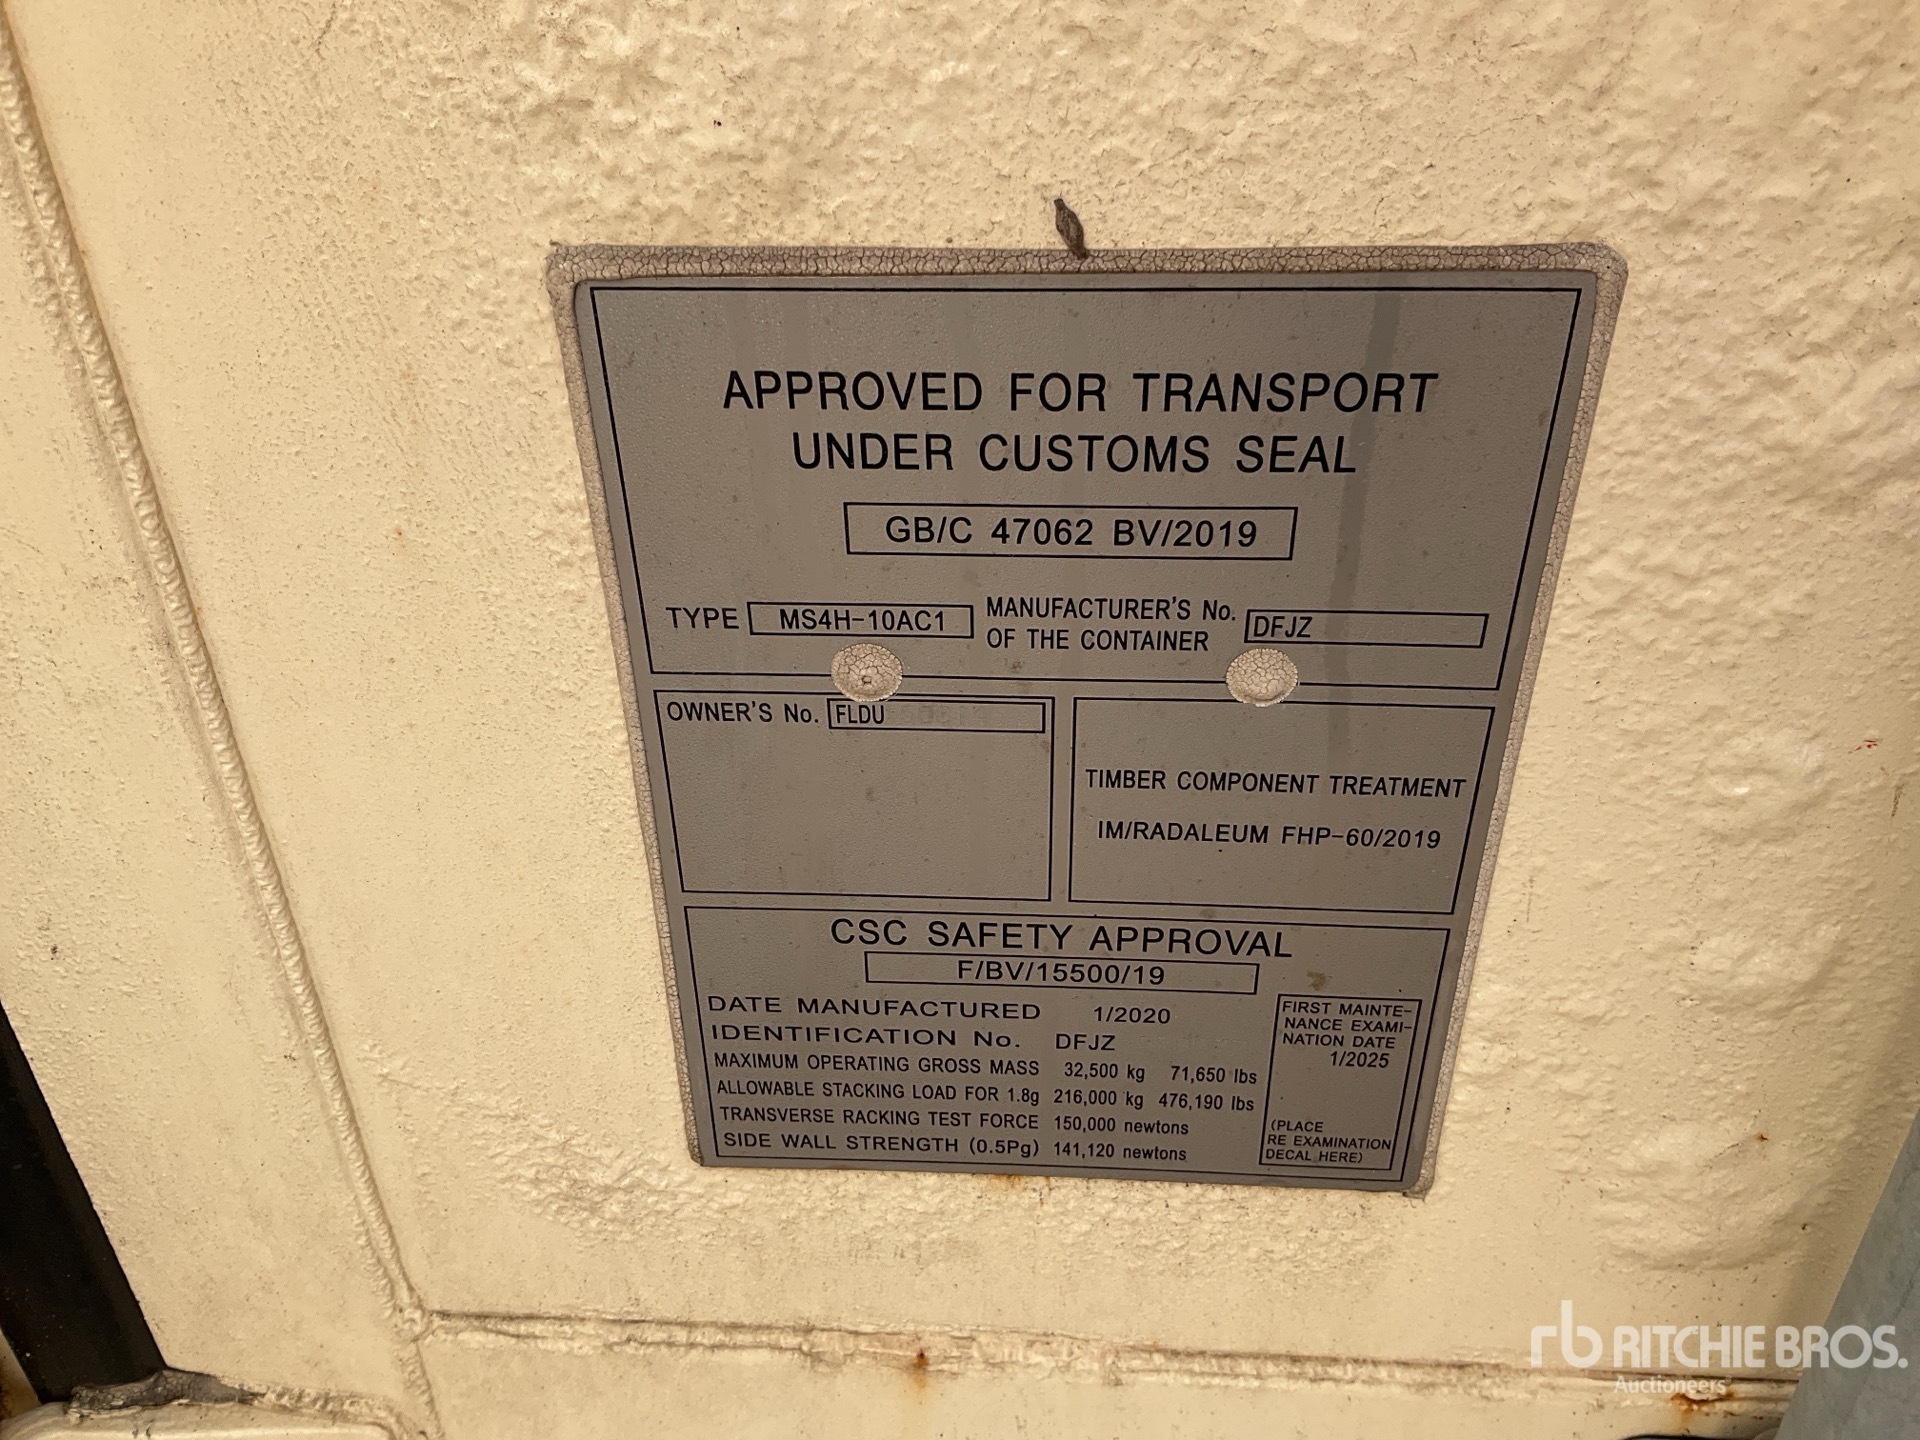 APPROVED FOR TRANSPORT
UNDER CUSTOMS SEAL
GB/C 47062 BV/2019
TYPE MS4H-10AC1 MANUFACTURER'S No. OF THE CONTAINER DFJZ
OWNER'S No. FLDU
TIMBER COMPONENT TREATMENT
IM/RADALEUM FHP-60/2019
CSC SAFETY APPROVAL
F/BV/15500/19
DATE MANUFACTURED 1/2020
IDENTIFICATION No. DFJZ
MAXIMUM OPERATING GROSS MASS 32,500 kg 71,650 lbs
ALLOWABLE STACKING LOAD FOR 1.8g 216,000 kg 476,190 lbs
TRANSVERSE RACKING TEST FORCE 150,000 newtons
SIDE WALL STRENGTH (0.5Pg) 141,120 newtons
FIRST MAINTE-
NANCE EXAMI-
NATION DATE
1/2025
(PLACE
RE EXAMINATION
DECAL HERE)
rb RITCHIE BROS.
Auctioneers